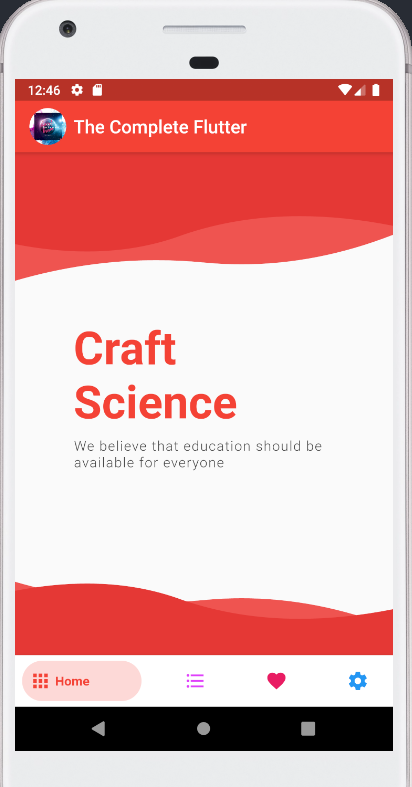 12:46
The Complete Flutter
Craft
Science
We believe that education should be
available for everyone
Home